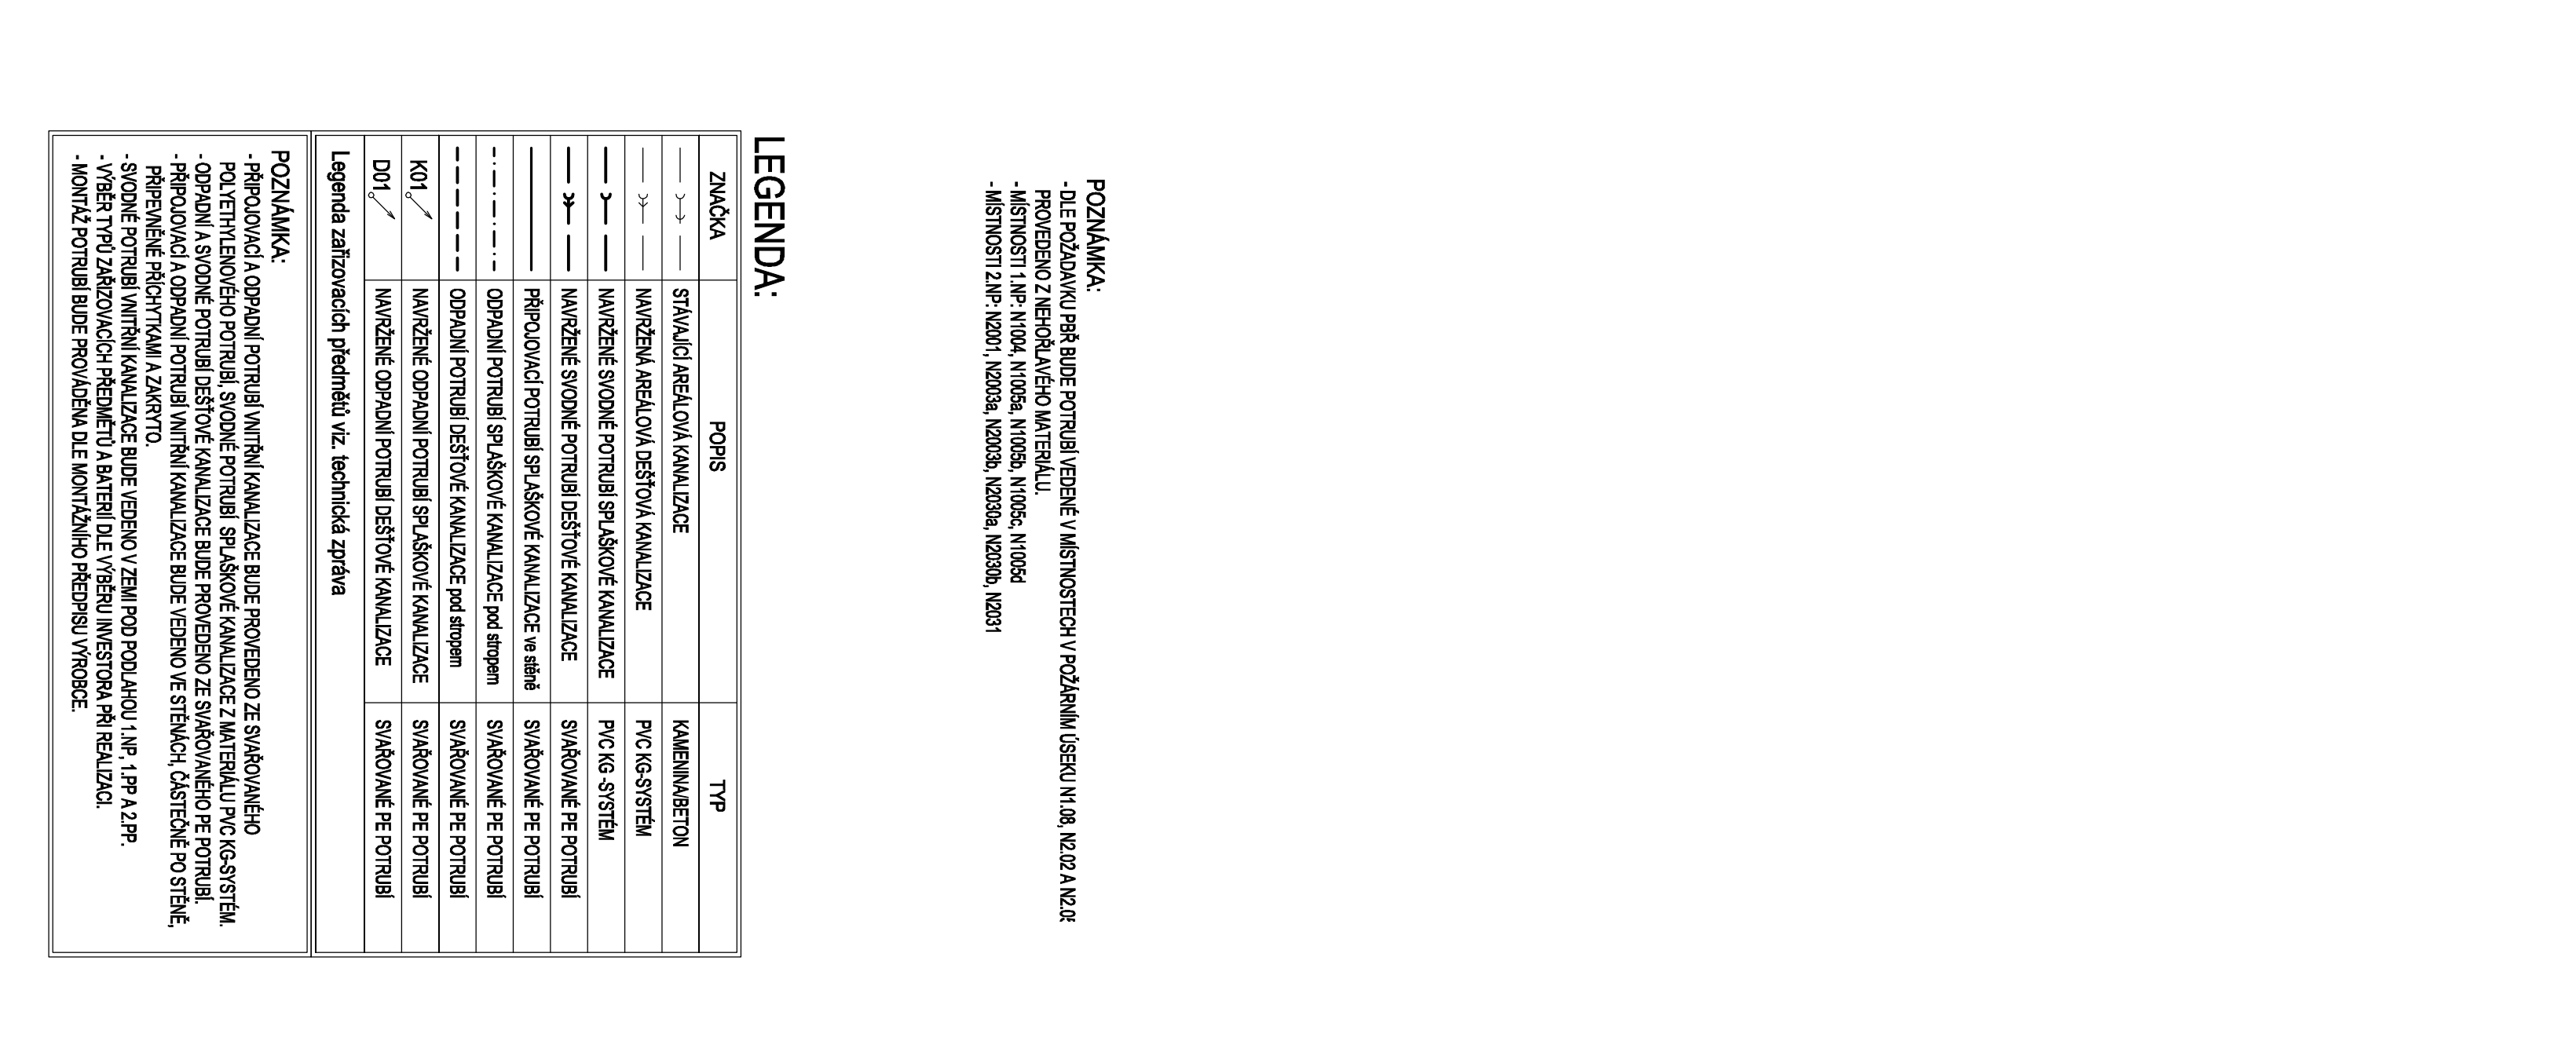 POZNÁMKA:
- DLE POŽADAVKU PBŘ BUDE POTRUBÍ VEDENÉ V MÍSTNOSTECH V POŽÁRNÍM ÚSEKU N1.08, N2.02 A
PROVEDENO Z NEHOŘLAVÉHO MATERIÁLU.
- MÍSTNOSTI 1.NP: N1004, N1005a, N1005b, N1005c, N1005d
- MÍSTNOSTI 2.NP: N2001, N2003a, N2003b, N2030a, N2030b, N2031
LEGENDA:
ZNAČKA POPIS TYP
STÁVAJÍCÍ AREÁLOVÁ KANALIZACE KAMENINA/BETON
NAVRŽENÁ AREÁLOVÁ DEŠŤOVÁ KANALIZACE PVC KG-SYSTÉM
NAVRŽENÉ SVODNÉ POTRUBÍ SPLAŠKOVÉ KANALIZACE PVC KG -SYSTÉM
NAVRŽENÉ SVODNÉ POTRUBÍ DEŠŤOVÉ KANALIZACE SVAŘOVANÉ PE POTRUBÍ
PŘIPOJOVACÍ POTRUBÍ SPLAŠKOVÉ KANALIZACE ve stěně SVAŘOVANÉ PE POTRUBÍ
ODPADNÍ POTRUBÍ SPLAŠKOVÉ KANALIZACE pod stropem SVAŘOVANÉ PE POTRUBÍ
ODPADNÍ POTRUBÍ DEŠŤOVÉ KANALIZACE pod stropem SVAŘOVANÉ PE POTRUBÍ
K01 NAVRŽENÉ ODPADNÍ POTRUBÍ SPLAŠKOVÉ KANALIZACE SVAŘOVANÉ PE POTRUBÍ
D01 NAVRŽENÉ ODPADNÍ POTRUBÍ DEŠŤOVÉ KANALIZACE SVAŘOVANÉ PE POTRUBÍ
Legenda zařizovacích předmětů viz. technická zpráva
POZNÁMKA:
- PŘIPOJOVACÍ A ODPADNÍ POTRUBÍ VNITŘNÍ KANALIZACE BUDE PROVEDENO ZE SVAŘOVANÉHO
POLYETHYLENOVÉHO POTRUBÍ, SVODNÉ POTRUBÍ SPLAŠKOVÉ KANALIZACE Z MATERIÁLU PVC KG-SYSTÉM.
- ODPADNÍ A SVODNÉ POTRUBÍ DEŠŤOVÉ KANALIZACE BUDE PROVEDENO ZE SVAŘOVANÉHO PE POTRUBÍ.
- PŘIPOJOVACÍ A ODPADNÍ POTRUBÍ VNITŘNÍ KANALIZACE BUDE VEDENO VE STĚNÁCH, ČÁSTEČNĚ PO STĚNĚ,
PŘIPEVNĚNÉ PŘÍCHYTKAMI A ZAKRYTO.
- SVODNÉ POTRUBÍ VNITŘNÍ KANALIZACE BUDE VEDENO V ZEMI POD PODLAHOU 1.NP, 1.PP A 2.PP.
- VÝBĚR TYPŮ ZAŘIZOVACÍCH PŘEDMĚTŮ A BATERIÍ DLE VÝBĚRU INVESTORA PŘI REALIZACI.
- MONTÁŽ POTRUBÍ BUDE PROVÁDĚNA DLE MONTÁŽNÍHO PŘEDPISU VÝROBCE.